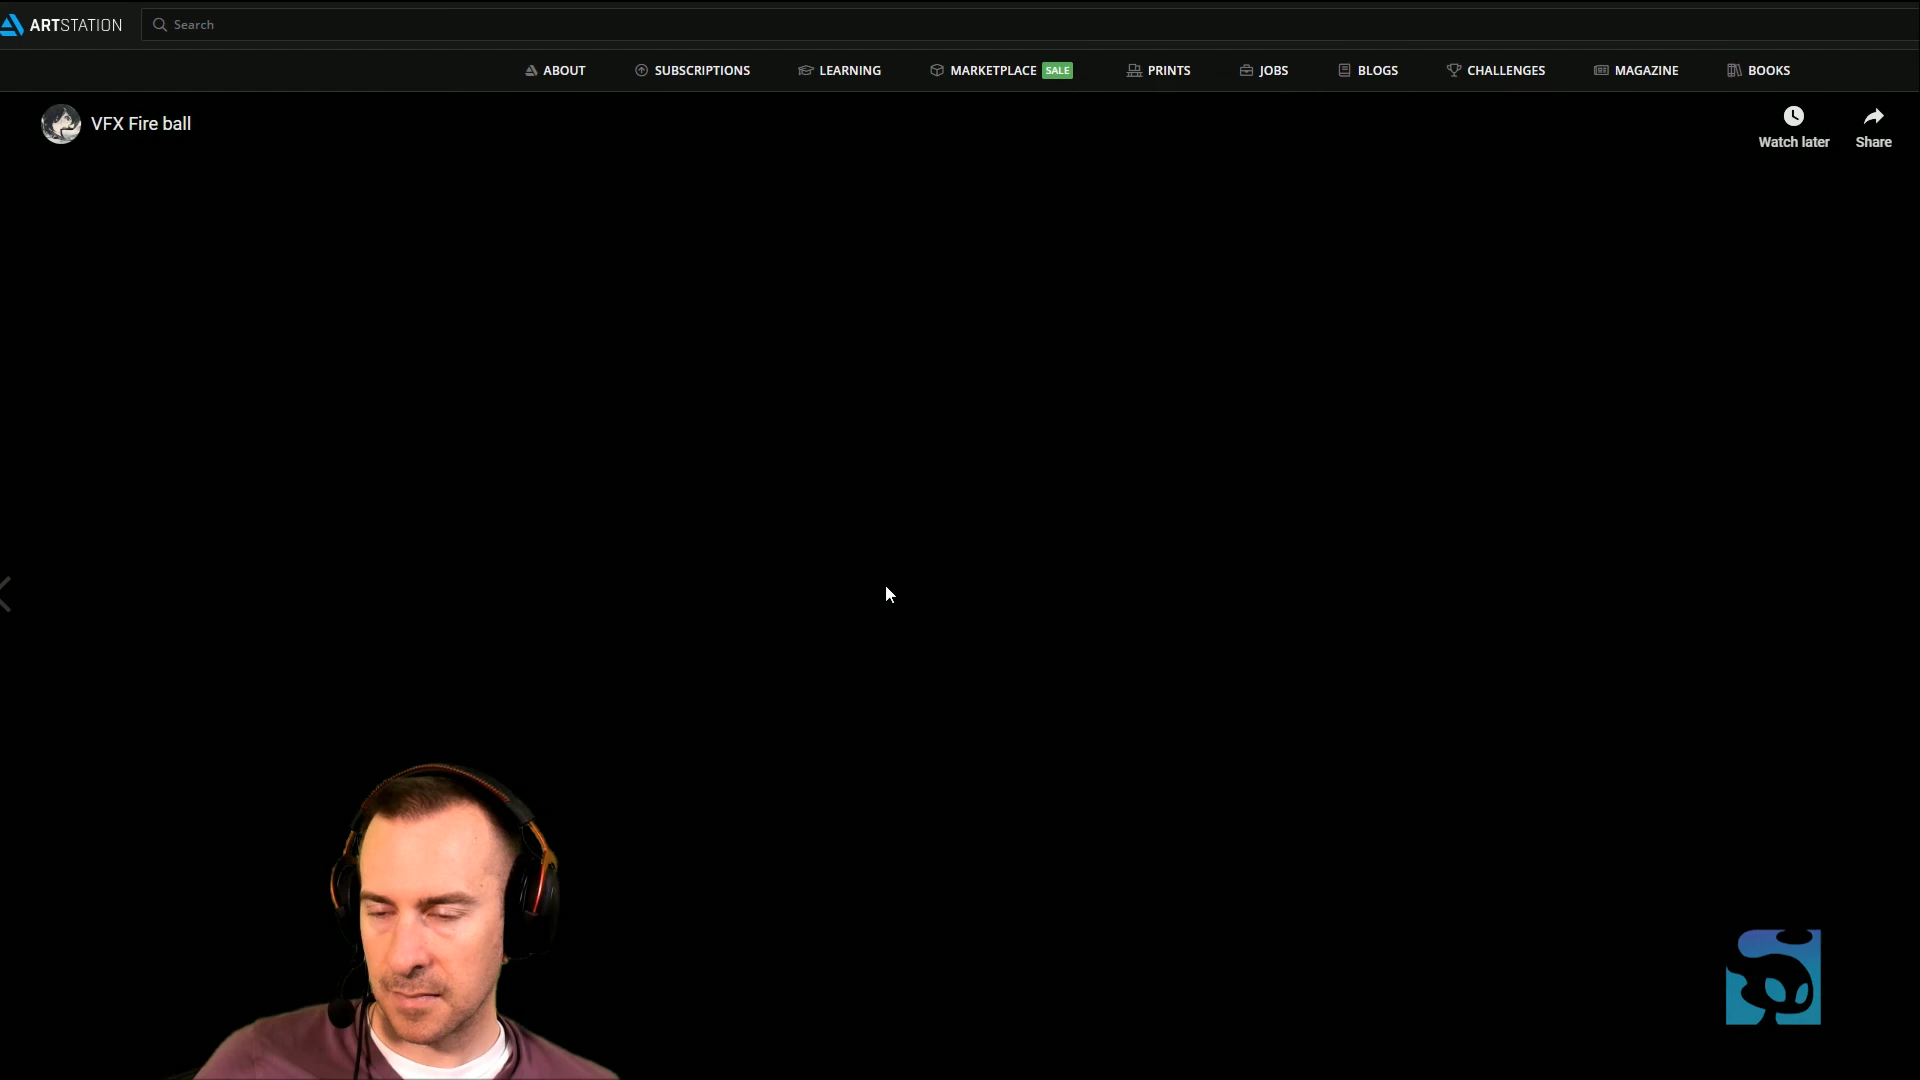 ARTSTATION
Search
ABOUT
SUBSCRIPTIONS
LEARNING
MARKETPLACE SALE
PRINTS
JOBS
BLOGS
CHALLENGES
MAGAZINE
BOOKS
VFX Fire ball
Watch later
Share